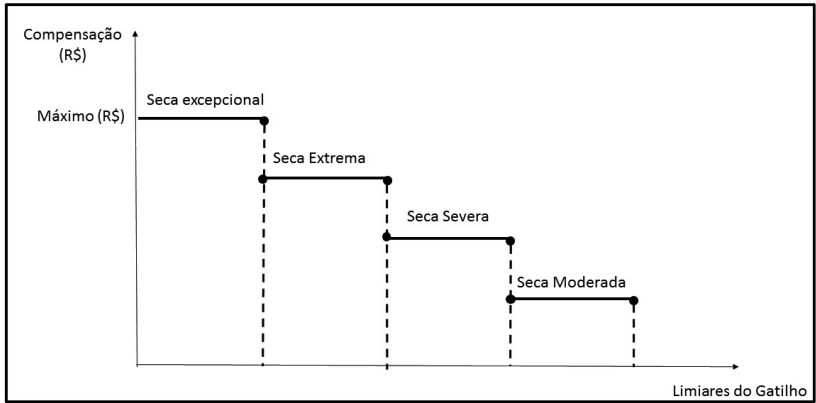 Compensação
(R$)
Seca excepcional
Máximo (R$)
Seca Extrema
Seca Severa
Seca Moderada
Limiares do Gatilho